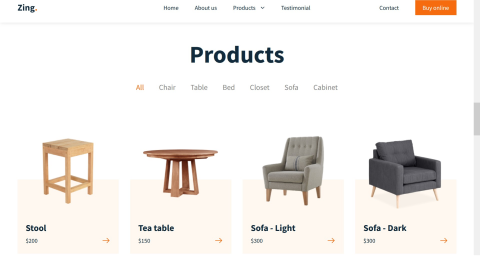 Zing. Home About us Products Testimonial Contact Buy online
Products
All Chair Table Bed Closet Sofa Cabinet
Stool Tea table Sofa - Light Sofa - Dark
$200 $150 $300 $300